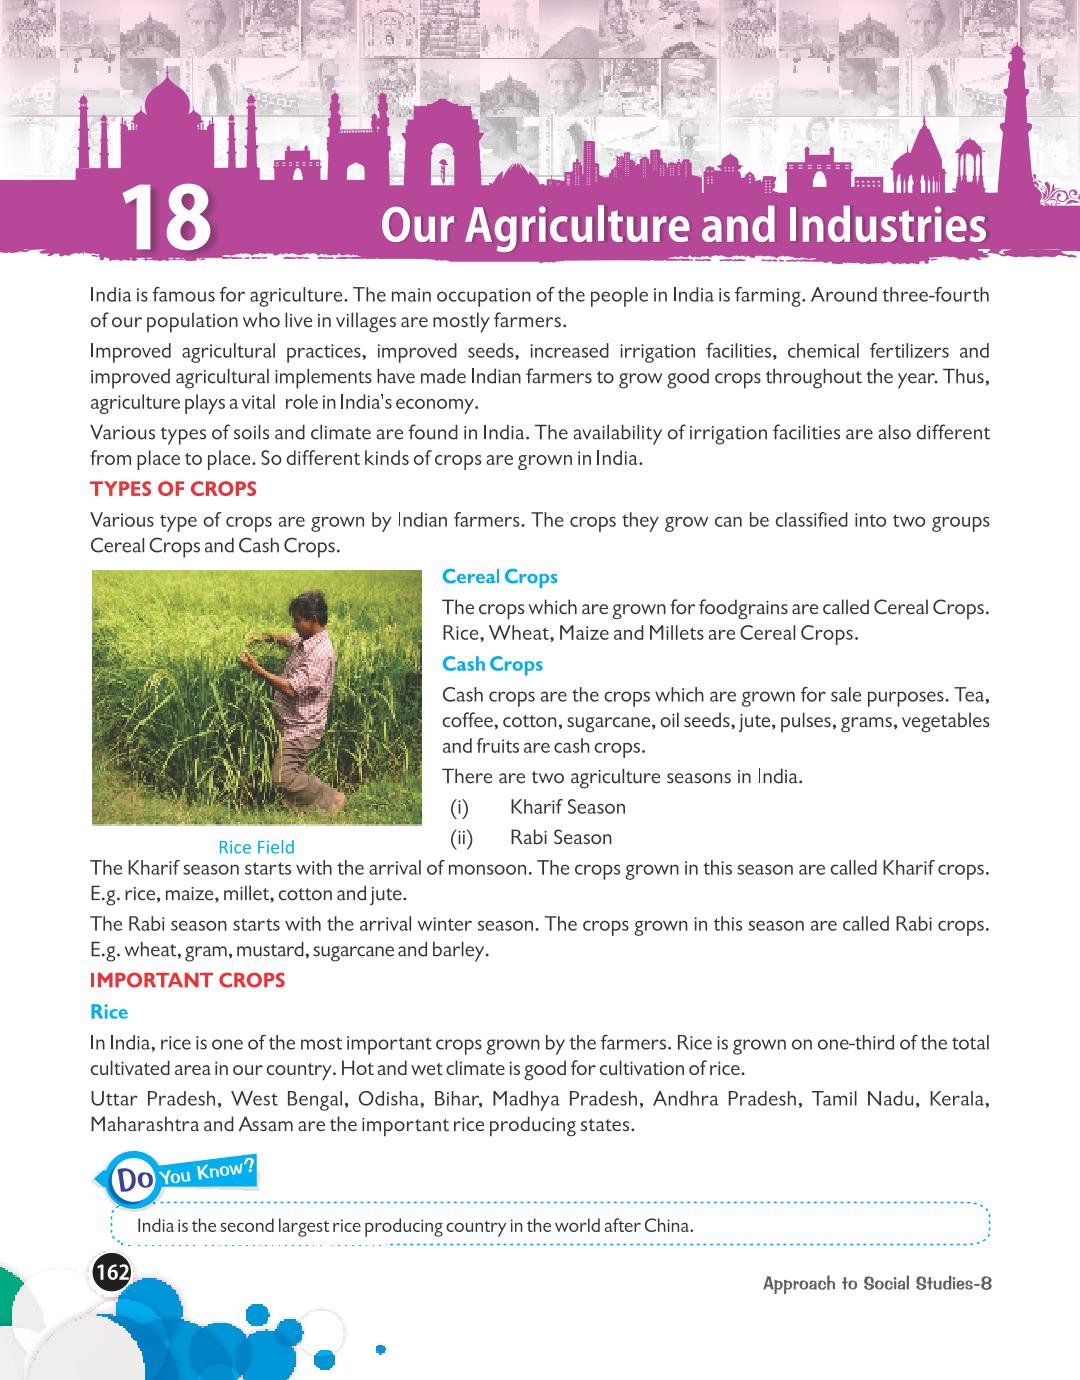 18
Our Agriculture and Industries
India is famous for agriculture. The main occupation of the people in India is farming. Around three-fourth
of our population who live in villages are mostly farmers.
Improved agricultural practices, improved seeds, increased irrigation facilities, chemical fertilizers and
improved agricultural implements have made Indian farmers to grow good crops throughout the year. Thus,
agriculture plays a vital role in India's economy.
Various types of soils and climate are found in India. The availability of irrigation facilities are also different
from place to place. So different kinds of crops are grown in India.
TYPES OF CROPS
Various type of crops are grown by Indian farmers. The crops they grow can be classified into two groups
Cereal Crops and Cash Crops.
Cereal Crops
The crops which are grown for foodgrains are called Cereal Crops.
Rice, Wheat, Maize and Millets are Cereal Crops.
Cash Crops
Cash crops are the crops which are grown for sale purposes. Tea,
coffee, cotton, sugarcane, oil seeds, jute, pulses, grams, vegetables
and fruits are cash crops.
There are two agriculture seasons in India.
(i) Kharif Season
(ii) Rabi Season
Rice Field
The Kharif season starts with the arrival of monsoon. The crops grown in this season are called Kharif crops.
E.g. rice, maize, millet, cotton and jute.
The Rabi season starts with the arrival winter season. The crops grown in this season are called Rabi crops.
E.g. wheat, gram, mustard, sugarcane and barley.
IMPORTANT CROPS
Rice
In India, rice is one of the most important crops grown by the farmers. Rice is grown on one-third of the total
cultivated area in our country. Hot and wet climate is good for cultivation of rice.
Uttar Pradesh, West Bengal, Odisha, Bihar, Madhya Pradesh, Andhra Pradesh, Tamil Nadu, Kerala,
Maharashtra and Assam are the important rice producing states.
Do You Know?
India is the second largest rice producing country in the world after China.
162
Approach to Social Studies-8